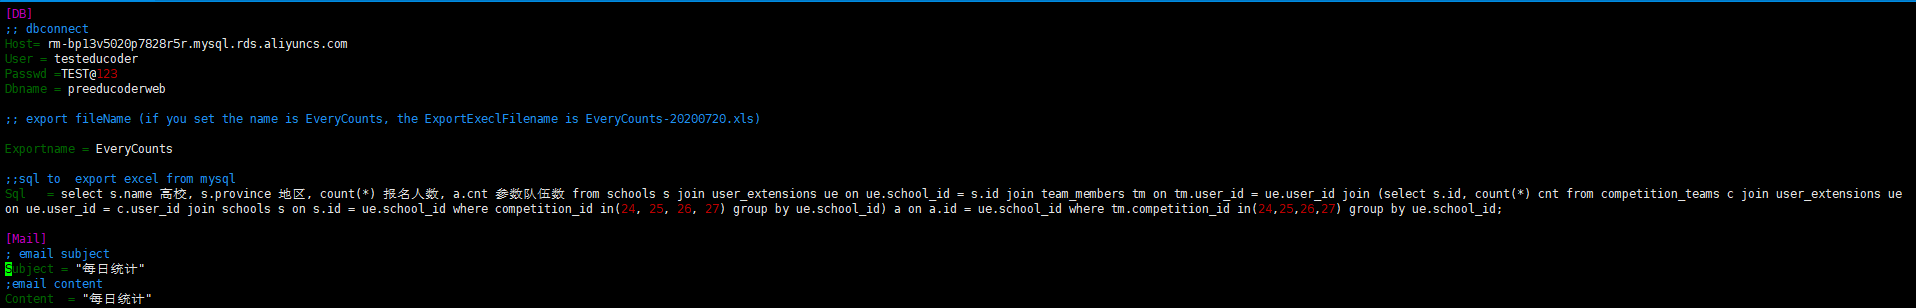 [DB]
;; dbconnect
Host= rm-bp13v5020p7828r5r.mysql.rds.aliyuncs.com
User = testeducoder
Passwd =TEST@123
Dbname = preeducoderweb
;; export fileName (if you set the name is EveryCounts, the ExportExeclFilename is EveryCounts-20200720.xls)
Exportname = EveryCounts
;;sql to  export excel from mysql
Sql   = select s.name 高校, s.province 地区, count(*) 报名人数, a.cnt 参数队伍数 from schools s join user_extensions ue on ue.school_id = s.id join team_members tm on tm.user_id = ue.user_id join (select s.id, count(*) cnt from competition_teams c join user_extensions ue
on ue.user_id = c.user_id join schools s on s.id = ue.school_id where competition_id in(24, 25, 26, 27) group by ue.school_id) a on a.id = ue.school_id where tm.competition_id in(24,25,26,27) group by ue.school_id;
[Mail]
; email subject
Subject = "每日统计"
;email content
Content  = "每日统计"